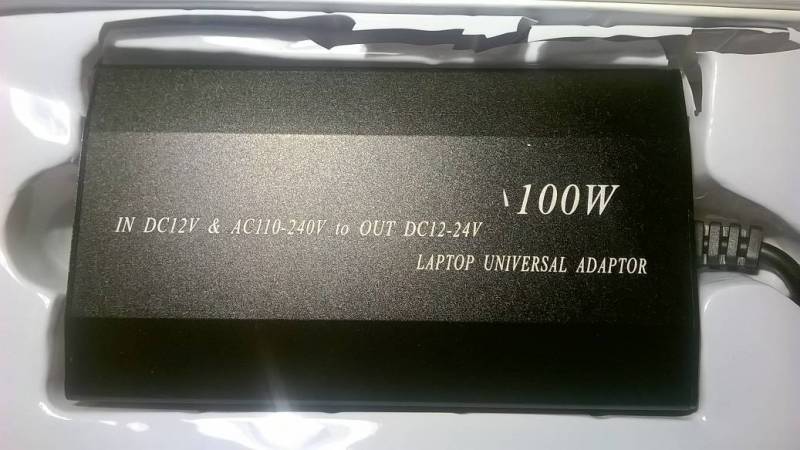 100W
IN DC12V & AC110-240V to OUT DC12-24V
LAPTOP UNIVERSAL ADAPTOR